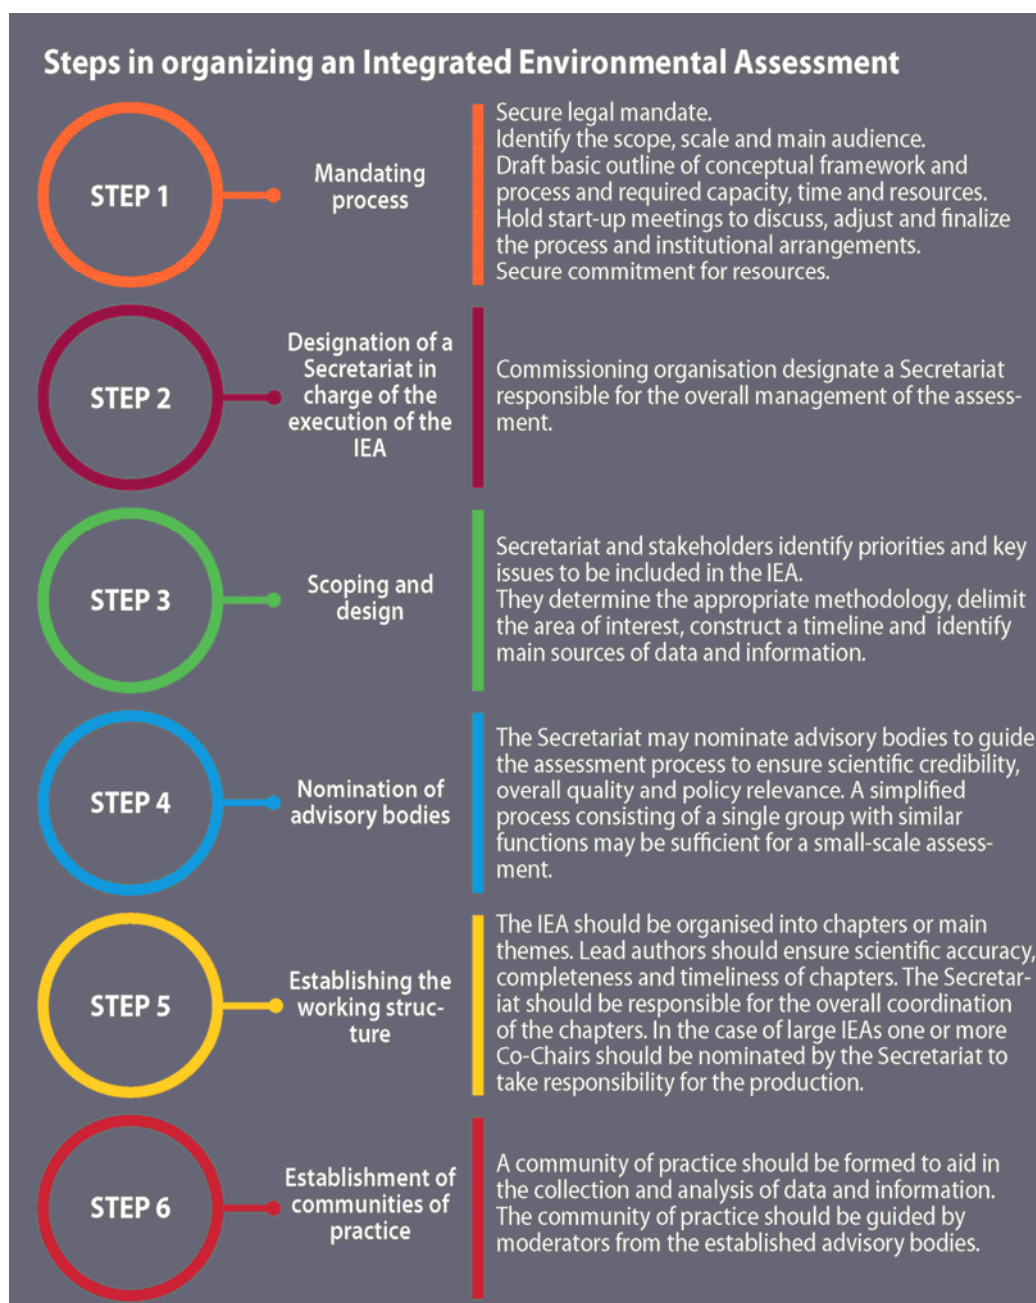 Steps in organizing an Integrated Environmental Assessment
STEP 1
Mandating
process
Secure legal mandate.
Identify the scope, scale and main audience.
Draft basic outline of conceptual framework and
process and required capacity, time and resources.
Hold start-up meetings to discuss, adjust and finalize
the process and institutional arrangements.
Secure commitment for resources.
STEP 2
Designation of a
Secretariat in
charge of the
execution of the
IEA
Commissioning organisation designate a Secretariat
responsible for the overall management of the assess-
ment.
STEP 3
Scoping and
design
Secretariat and stakeholders identify priorities and key
issues to be included in the IEA.
They determine the appropriate methodology, delimit
the area of interest, construct a timeline and identify
main sources of data and information.
STEP 4
Nomination of
advisory bodies
The Secretariat may nominate advisory bodies to guide
the assessment process to ensure scientific credibility,
overall quality and policy relevance. A simplified
process consisting of a single group with similar
functions may be sufficient for a small-scale assess-
ment.
STEP 5
Establishing the
working struc-
ture
The IEA should be organised into chapters or main
themes. Lead authors should ensure scientific accuracy,
completeness and timeliness of chapters. The Secretar-
iat should be responsible for the overall coordination
of the chapters. In the case of large IEAs one or more
Co-Chairs should be nominated by the Secretariat to
take responsibility for the production.
STEP 6
Establishment of
communities of
practice
A community of practice should be formed to aid in
the collection and analysis of data and information.
The community of practice should be guided by
moderators from the established advisory bodies.